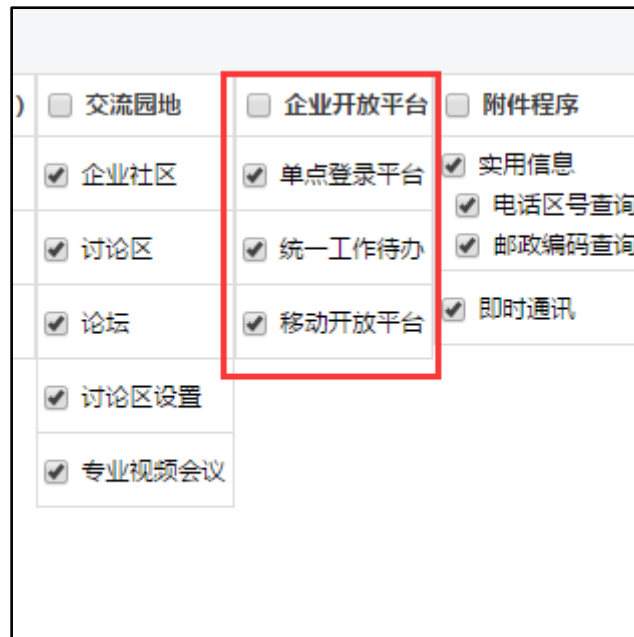 ) 交流园地 企业开放平台 附件程序
企业社区 单点登录平台 实用信息
电话区号查询
讨论区 统一工作待办 邮政编码查询
论坛 移动开放平台 即时通讯
讨论区设置
专业视频会议